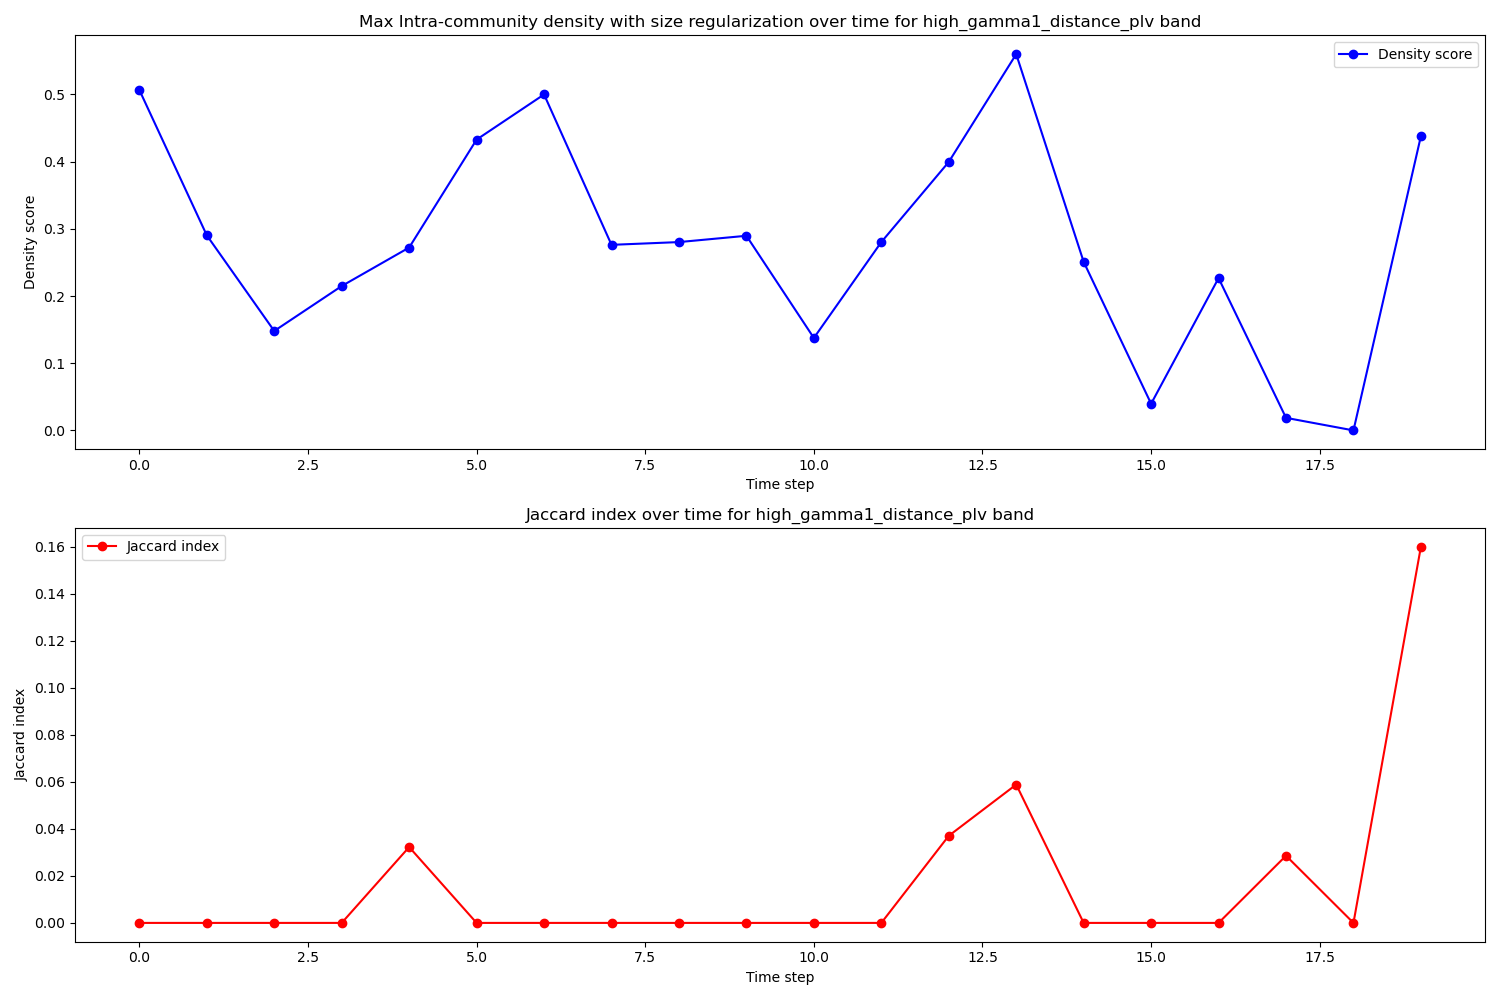 Max Intra-community density with size regularization over time for high_gamma1_distance_plv band
Density score
0.5
0.4
0.3
0.2
0.1
0.0
Density score
0.0 2.5 5.0 7.5 10.0 12.5 15.0 17.5
Time step
Jaccard index over time for high_gamma1_distance_plv band
Jaccard index
0.16
0.14
0.12
0.10
0.08
0.06
0.04
0.02
0.00
Jaccard index
0.0 2.5 5.0 7.5 10.0 12.5 15.0 17.5
Time step